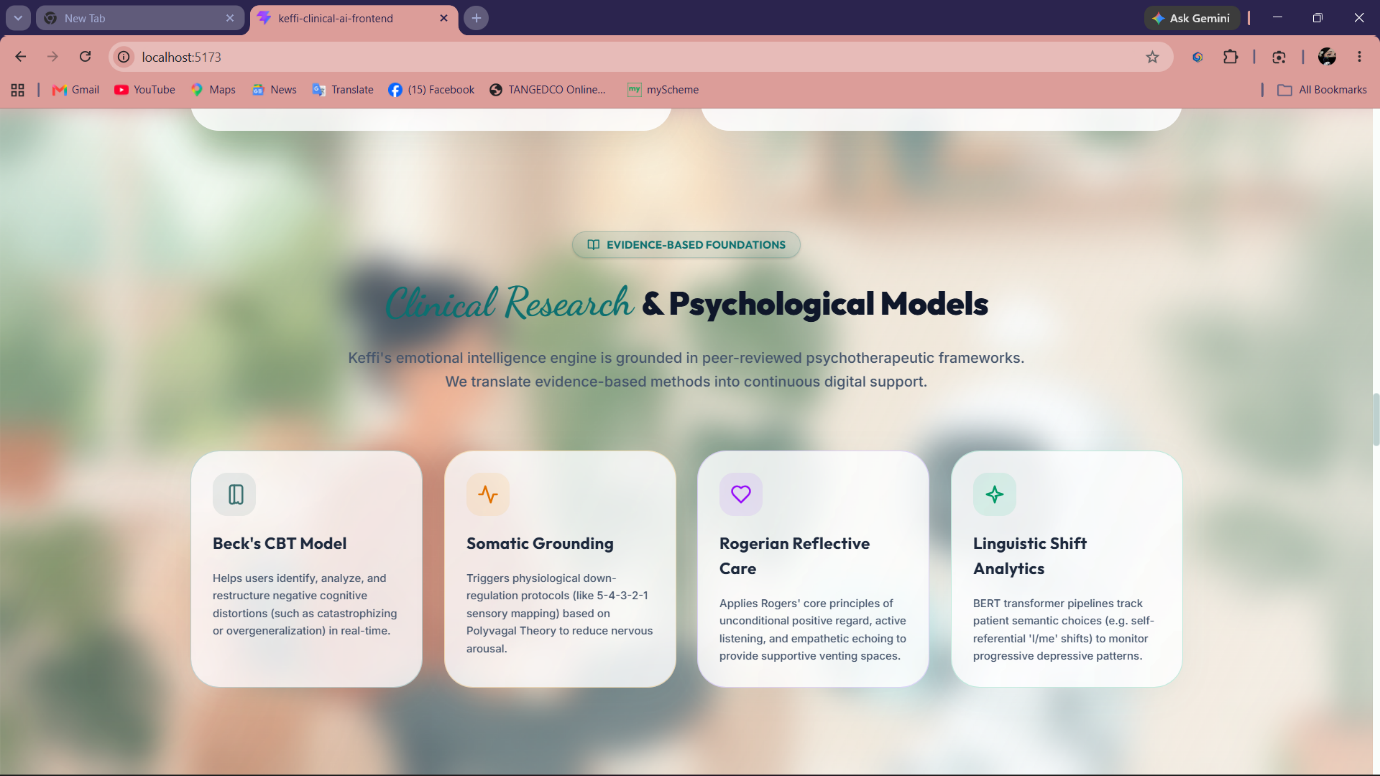 New Tab
keffi-clinical-ai-frontend
Ask Gemini
localhost:5173
Gmail
YouTube
Maps
News
Translate
(15) Facebook
TANGEDCO Online...
my
myScheme
All Bookmarks
EVIDENCE-BASED FOUNDATIONS
Clinical Research & Psychological Models
Keffi's emotional intelligence engine is grounded in peer-reviewed psychotherapeutic frameworks.
We translate evidence-based methods into continuous digital support.
Beck's CBT Model
Helps users identify, analyze, and
restructure negative cognitive
distortions (such as catastrophizing
or overgeneralization) in real-time.
Somatic Grounding
Triggers physiological down-
regulation protocols (like 5-4-3-2-1
sensory mapping) based on
Polyvagal Theory to reduce nervous
arousal.
Rogerian Reflective
Care
Applies Rogers' core principles of
unconditional positive regard, active
listening, and empathetic echoing to
provide supportive venting spaces.
Linguistic Shift
Analytics
BERT transformer pipelines track
patient semantic choices (e.g. self-
referential 'I/me' shifts) to monitor
progressive depressive patterns.